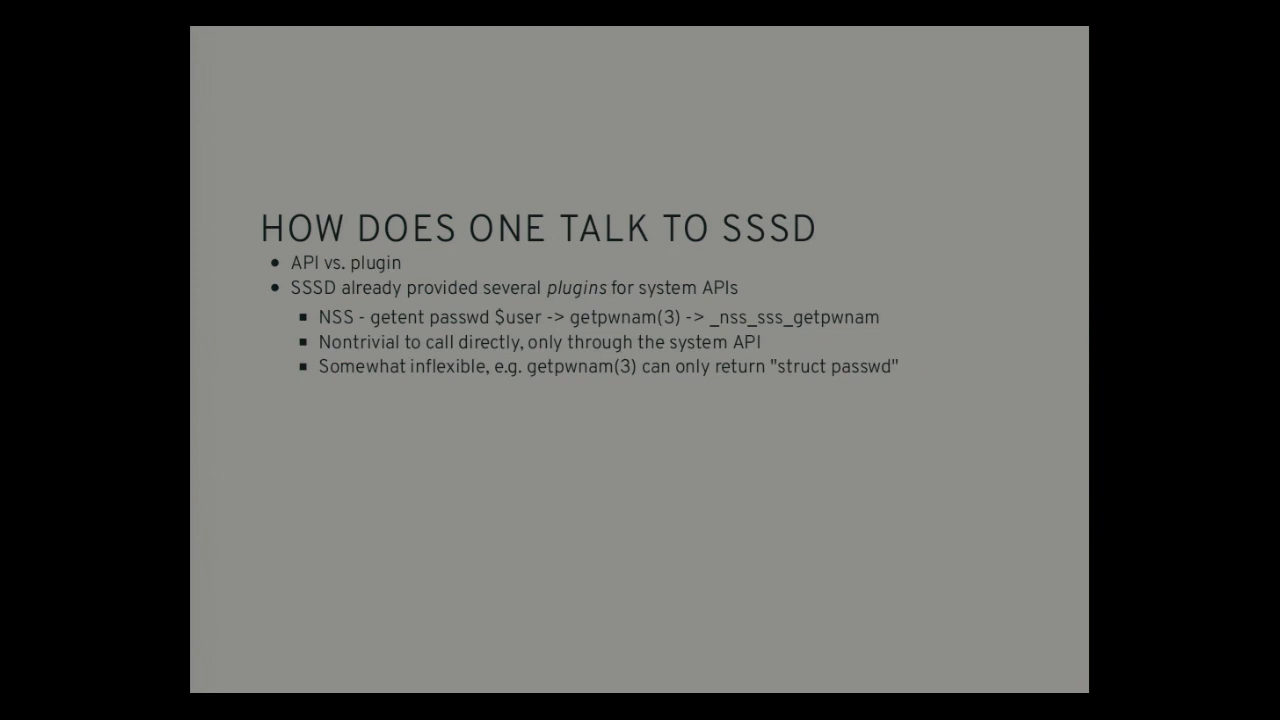 HOW DOES ONE TALK TO SSSD
API vs. plugin
SSSD already provided several plugins for system APIs
NSS - getent passwd $user -> getpwnam(3) -> _nss_sss_getpwnam
Nontrivial to call directly, only through the system API
Somewhat inflexible, e.g. getpwnam(3) can only return "struct passwd"